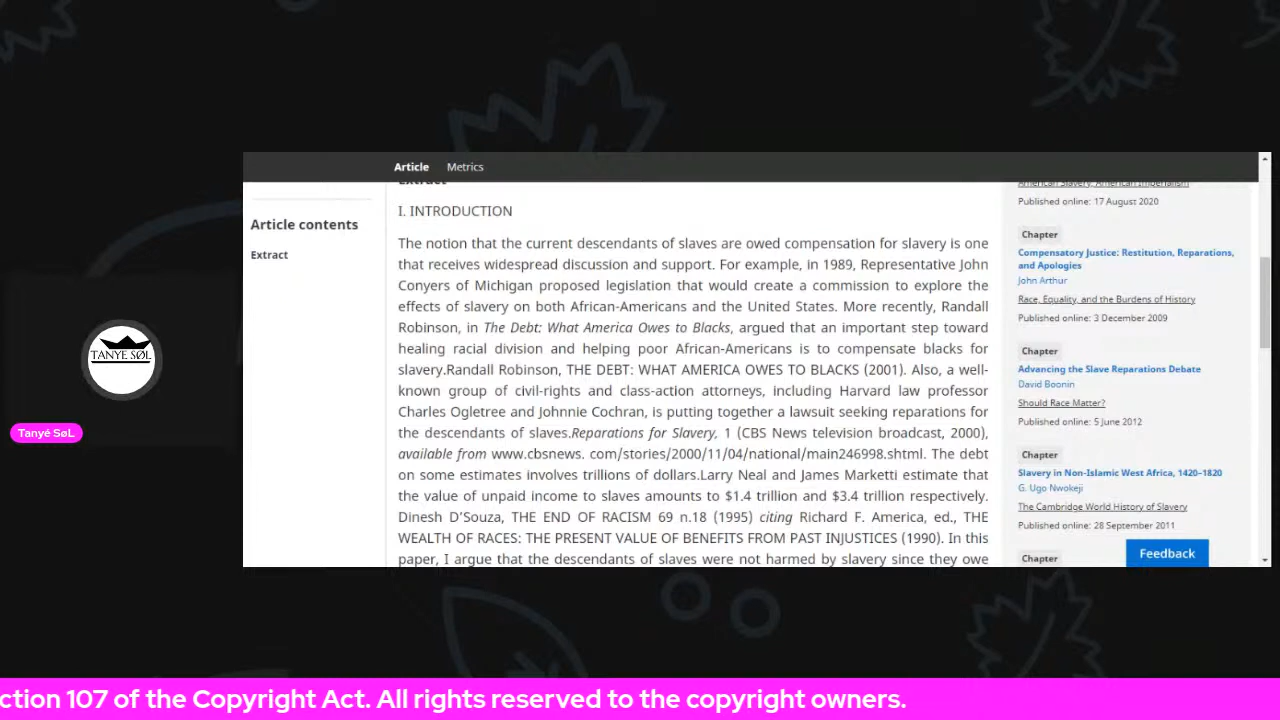 Article Metrics
Extract
Article contents
Extract
I. INTRODUCTION
The notion that the current descendants of slaves are owed compensation for slavery is one
that receives widespread discussion and support. For example, in 1989, Representative John
Conyers of Michigan proposed legislation that would create a commission to explore the
effects of slavery on both African-Americans and the United States. More recently, Randall
Robinson, in The Debt: What America Owes to Blacks, argued that an important step toward
healing racial division and helping poor African-Americans is to compensate blacks for
slavery.Randall Robinson, THE DEBT: WHAT AMERICA OWES TO BLACKS (2001). Also, a well-
known group of civil-rights and class-action attorneys, including Harvard law professor
Charles Ogletree and Johnnie Cochran, is putting together a lawsuit seeking reparations for
the descendants of slaves.Reparations for Slavery, 1 (CBS News television broadcast, 2000),
available from www.cbsnews. com/stories/2000/11/04/national/main246998.shtml. The debt
on some estimates involves trillions of dollars.Larry Neal and James Marketti estimate that
the value of unpaid income to slaves amounts to $1.4 trillion and $3.4 trillion respectively.
Dinesh D'Souza, THE END OF RACISM 69 n.18 (1995) citing Richard F. America, ed., THE
WEALTH OF RACES: THE PRESENT VALUE OF BENEFITS FROM PAST INJUSTICES (1990). In this
paper, I argue that the descendants of slaves were not harmed by slavery since they owe
American Slavery, American Imperialism
Published online: 17 August 2020
Chapter
Compensatory Justice: Restitution, Reparations,
and Apologies
John Arthur
Race, Equality, and the Burdens of History
Published online: 3 December 2009
Chapter
Advancing the Slave Reparations Debate
David Boonin
Should Race Matter?
Published online: 5 June 2012
Chapter
Slavery in Non-Islamic West Africa, 1420–1820
G. Ugo Nwokeji
The Cambridge World History of Slavery
Published online: 28 September 2011
Chapter
Feedback
TANYE SØL
Tanyé SøL
ction 107 of the Copyright Act. All rights reserved to the copyright owners.